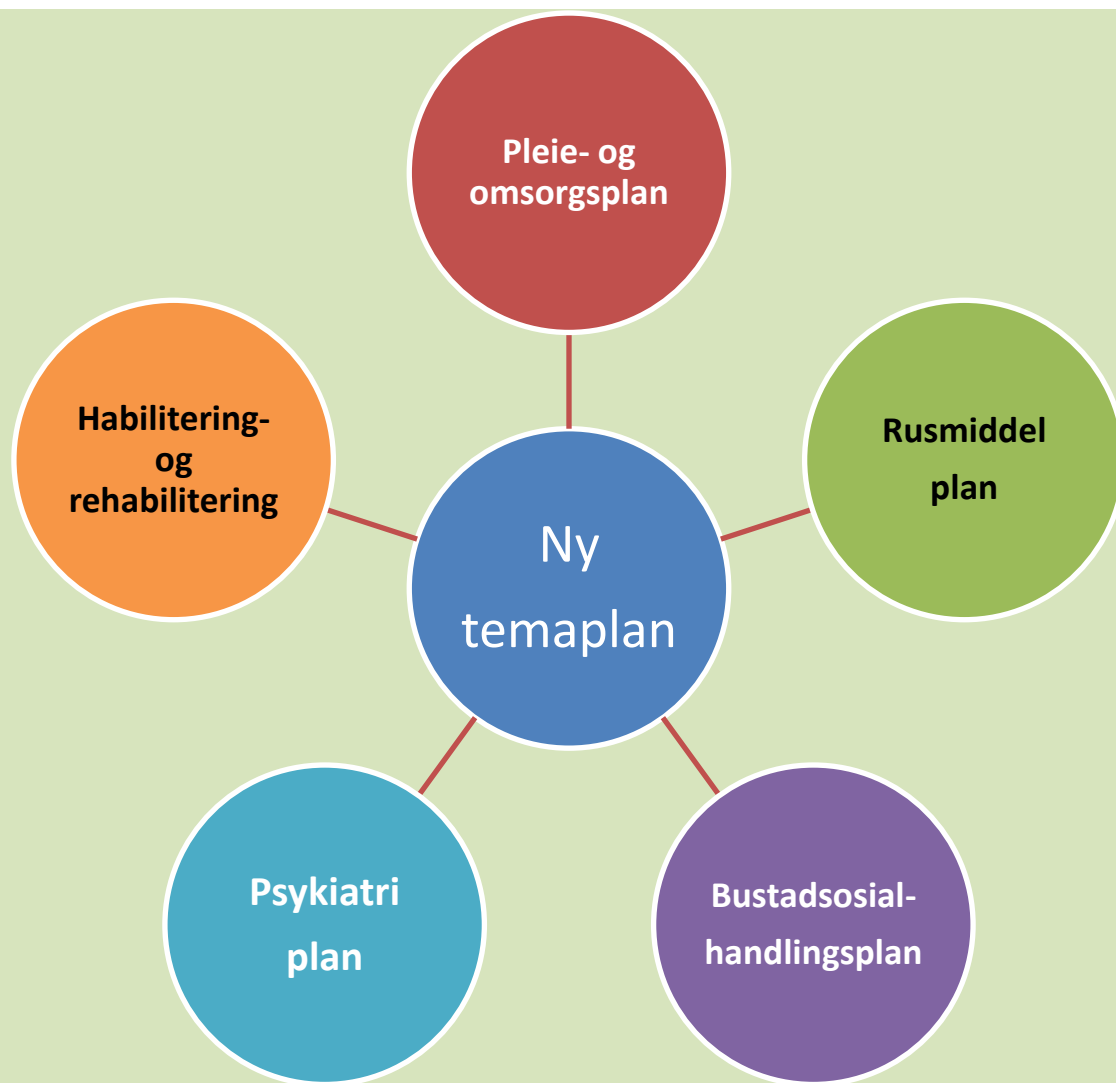 Pleie- og
omsorgsplan
Habilitering-
og
rehabilitering
Rusmiddel
plan
Ny
temaplan
Psykiatri
plan
Bustadsosial-
handlingsplan